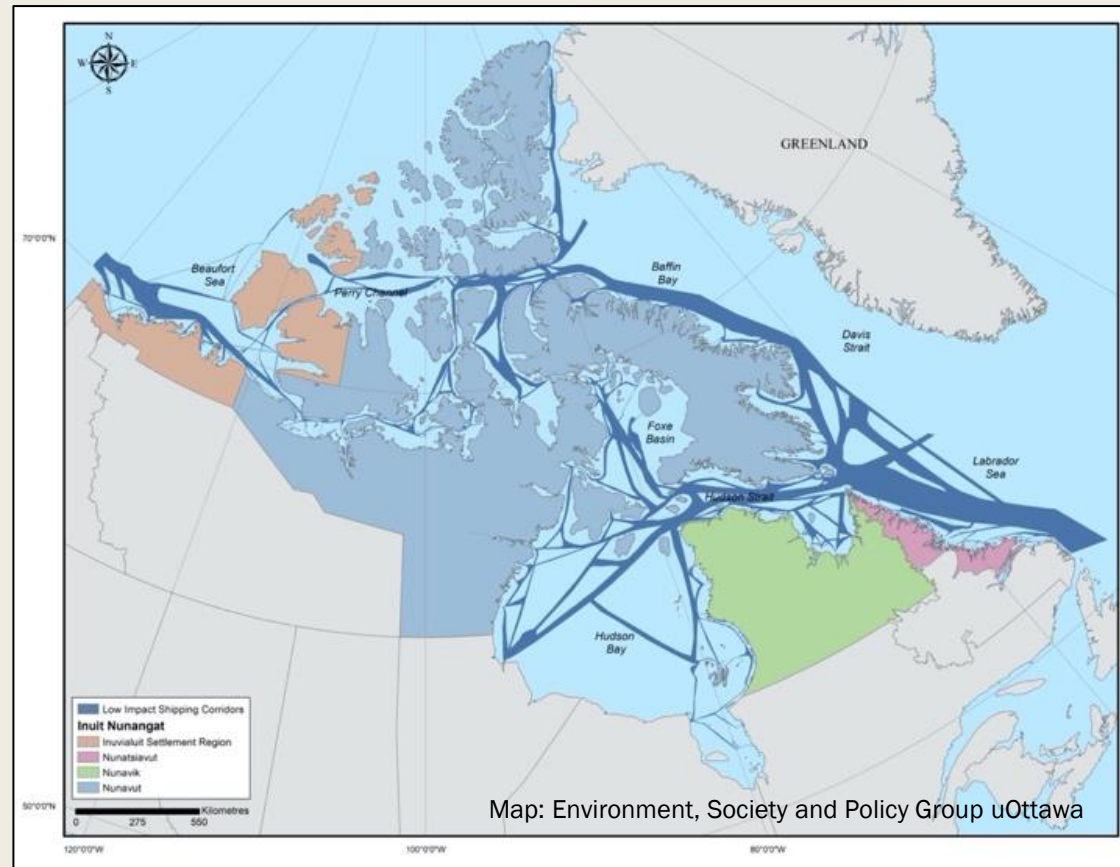 N
W E
S
GREENLAND
70°0'0"N
Beaufort
Sea
Perry Channel
Baffin
Bay
Davis
Strait
Foxe
Basin
Labrador
Sea
Hudson Strait
Hudson
Bay
Low Impact Shipping Corridors
Inuit Nunangat
Inuvialuit Settlement Region
Nunatsiavut
Nunavik
Nunavut
Kilometres
0 275 550
Map: Environment, Society and Policy Group uOttawa
50°0'0"N
120°0'0"W 100°0'0"W 80°0'0"W